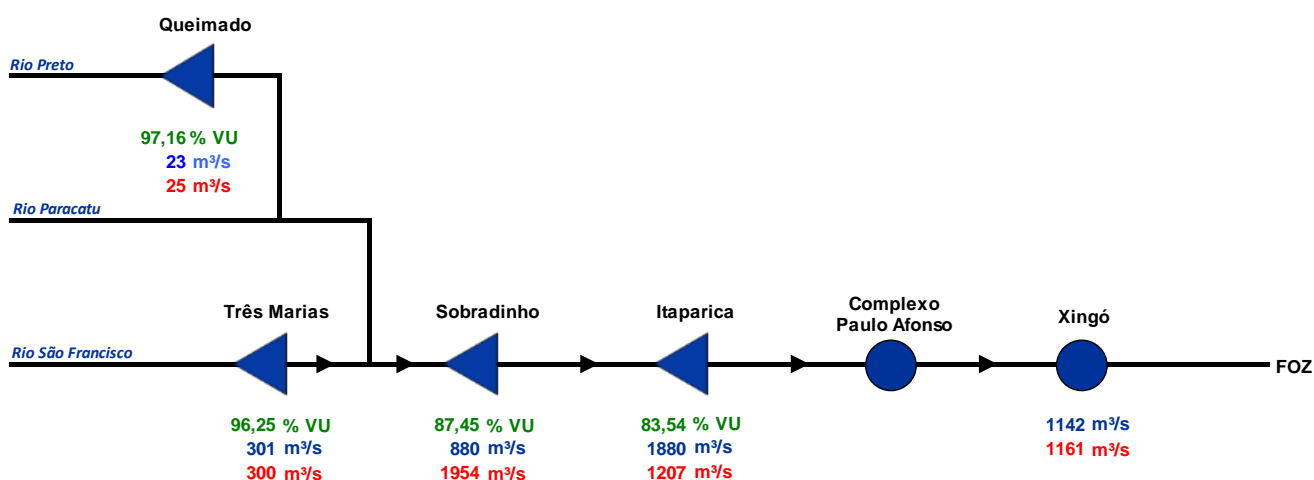 Queimado
Rio Preto
97,16 % VU
23 m³/s
25 m³/s
Rio Paracatu
Três Marias
Sobradinho
Itaparica
Complexo
Paulo Afonso
Xingó
Rio São Francisco
FOZ
96,25 % VU
301 m³/s
300 m³/s
87,45 % VU
880 m³/s
1954 m³/s
83,54 % VU
1880 m³/s
1207 m³/s
1142 m³/s
1161 m³/s